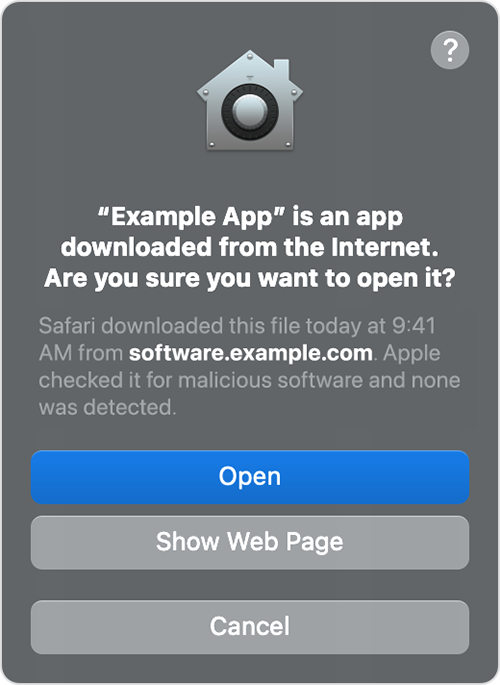 ?
“Example App” is an app
downloaded from the Internet.
Are you sure you want to open it?
Safari downloaded this file today at 9:41
AM from software.example.com. Apple
checked it for malicious software and none
was detected.
Open
Show Web Page
Cancel